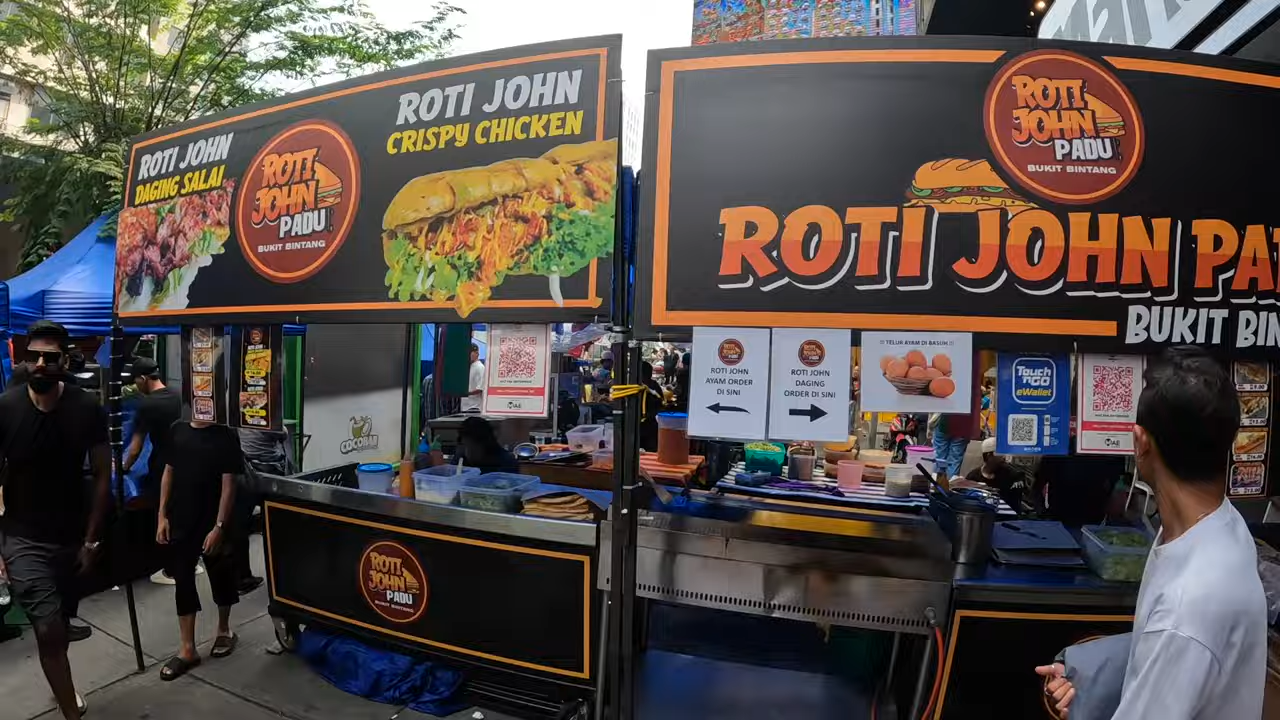 ROTI JOHN
DAGING SALAI
ROTI
JOHN
PADU
BUKIT BINTANG
ROTI JOHN
CRISPY CHICKEN
ROTI
JOHN
PADU
BUKIT BINTANG
ROTI JOHN PA
BUKIT BIN
ROTI JOHN
AYAM ORDER
DI SINI
ROTI JOHN
DAGING
ORDER DI
SINI
TELUR AYAM DI BASUH
Touch
'n GO
eWallet
COCOBAR
ROTI
JOHN
PADU